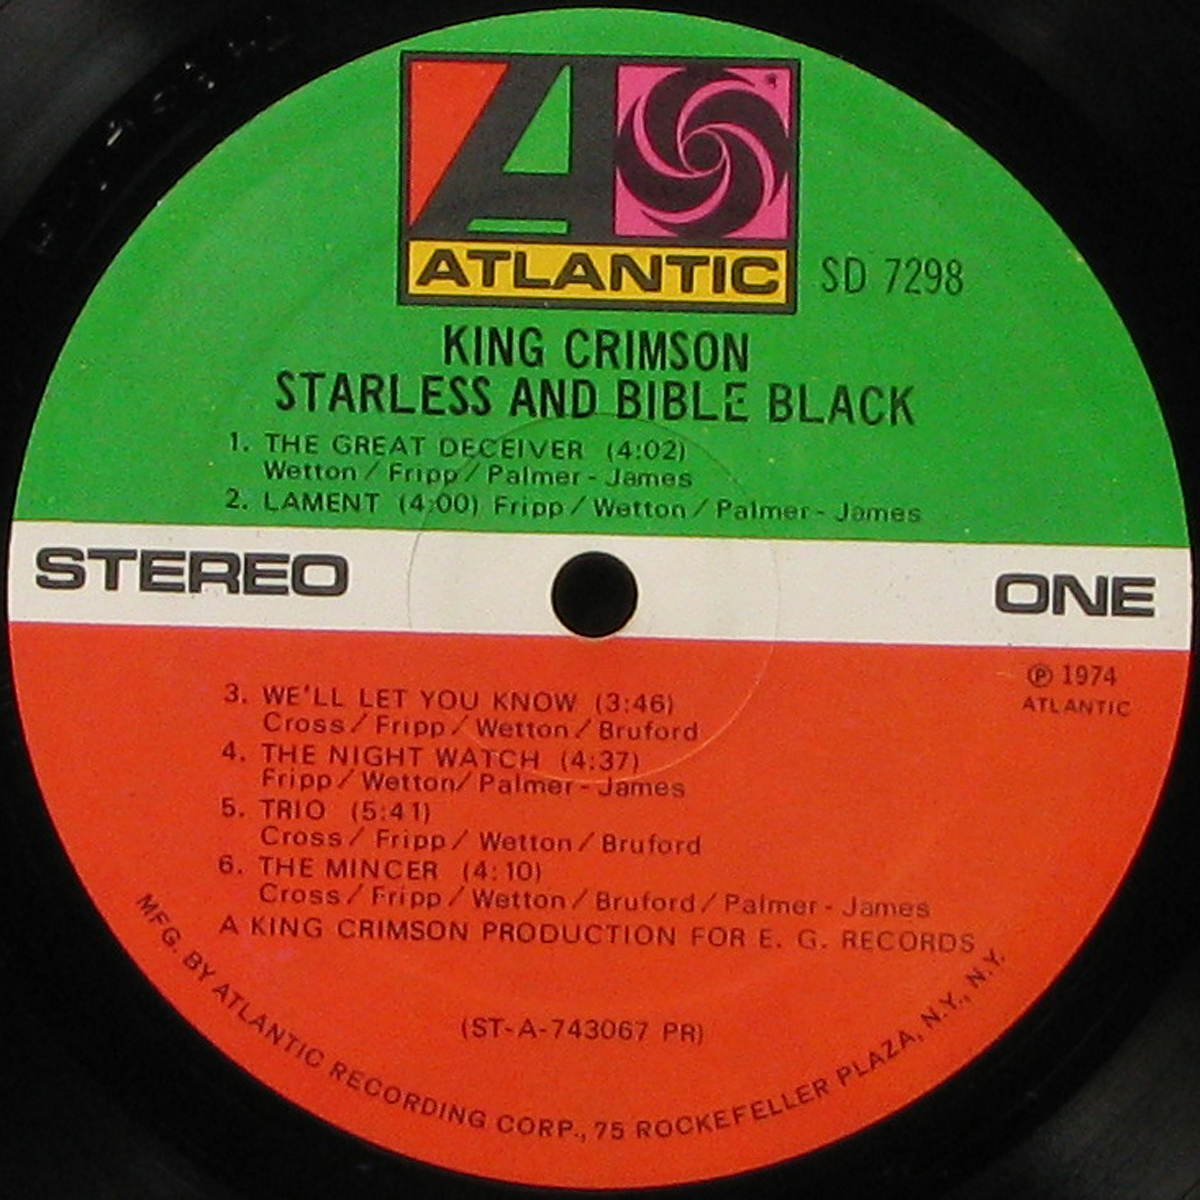 ATLANTIC
SD 7298
KING CRIMSON
STARLESS AND BIBLE BLACK
1. THE GREAT DECEIVER (4:02)
Wetton / Fripp / Palmer - James
2. LAMENT (4:00) Fripp / Wetton / Palmer - James
STEREO
ONE
℗ 1974
ATLANTIC
3. WE'LL LET YOU KNOW (3:46)
Cross / Fripp / Wetton / Bruford
4. THE NIGHT WATCH (4:37)
Fripp / Wetton / Palmer - James
5. TRIO (5:41)
Cross / Fripp / Wetton / Bruford
6. THE MINCER (4:10)
Cross / Fripp / Wetton / Bruford / Palmer - James
A KING CRIMSON PRODUCTION FOR E. G. RECORDS
(ST-A-743067 PR)
MFG. BY ATLANTIC RECORDING CORP., 75 ROCKEFELLER PLAZA, N.Y., N.Y.